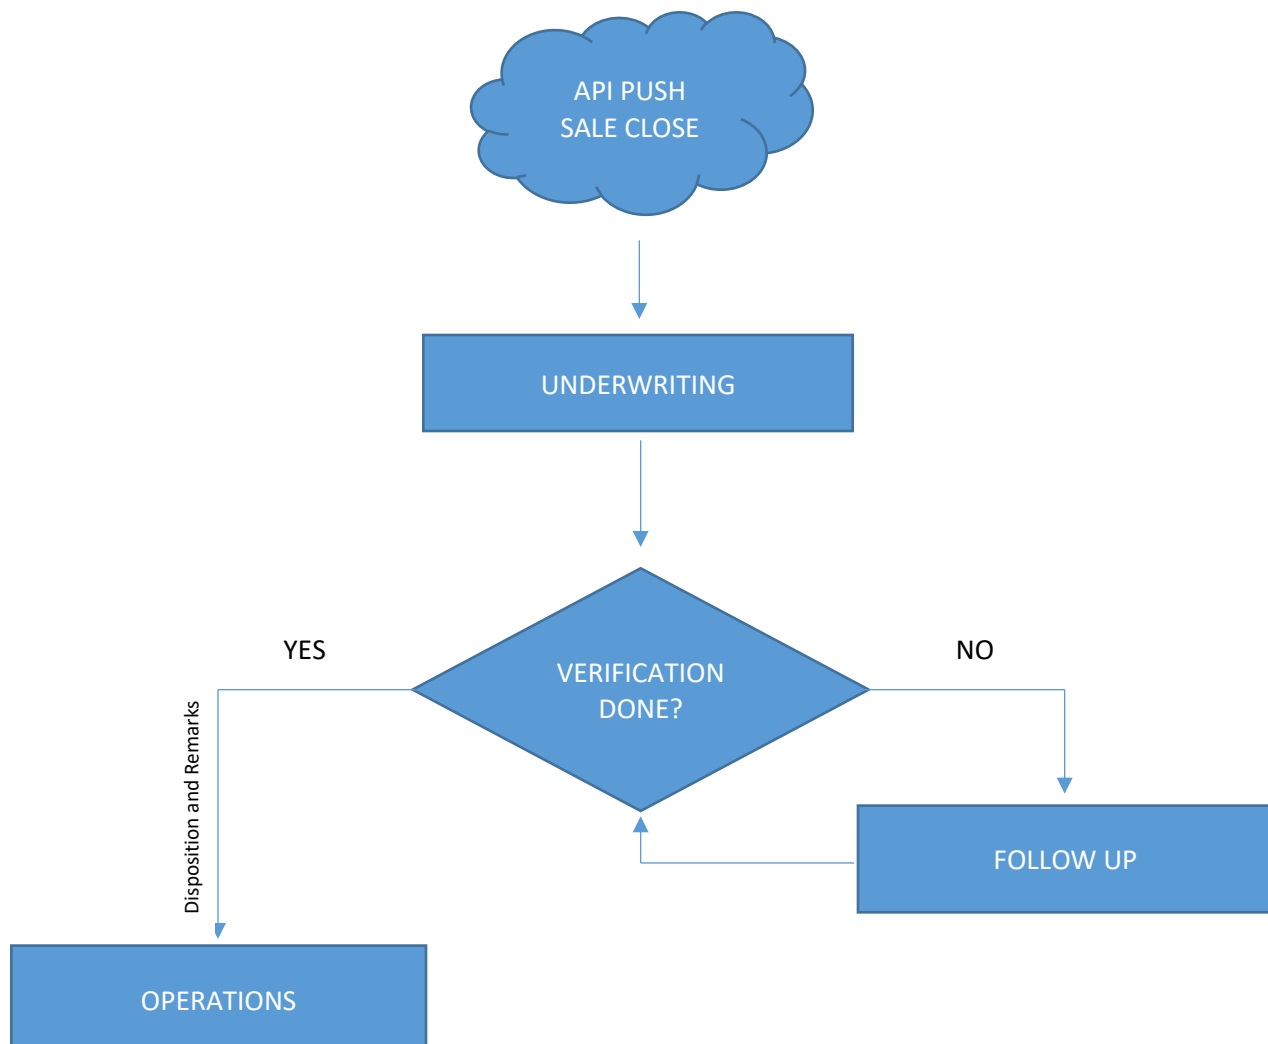 API PUSH
SALE CLOSE
UNDERWRITING
YES
NO
VERIFICATION
DONE?
Disposition and Remarks
FOLLOW UP
OPERATIONS